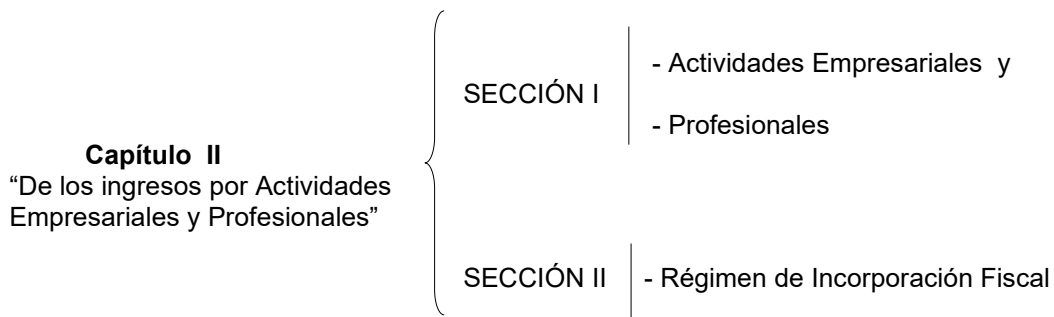 Capítulo II
“De los ingresos por Actividades
Empresariales y Profesionales”
SECCIÓN I
- Actividades Empresariales y
- Profesionales
SECCIÓN II
- Régimen de Incorporación Fiscal